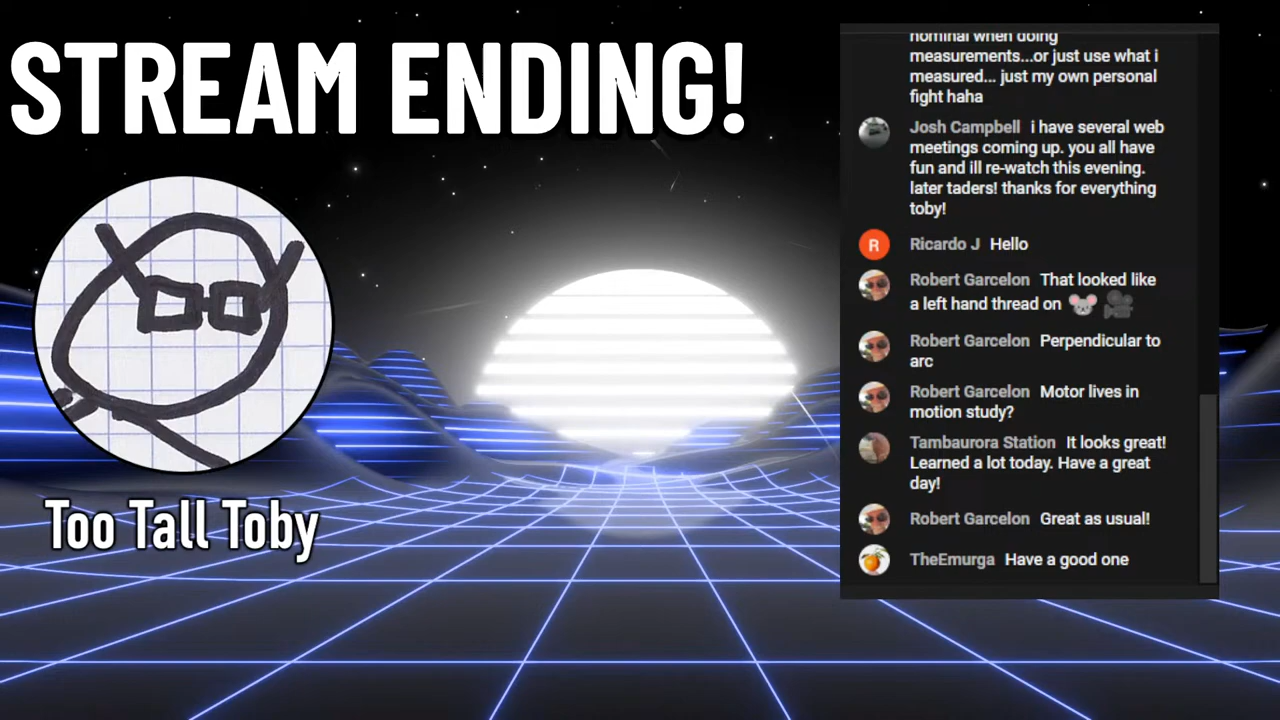 STREAM ENDING!
Too Tall Toby
nominal when doing
measurements...or just use what i
measured... just my own personal
fight haha
Josh Campbell i have several web
meetings coming up. you all have
fun and ill re-watch this evening.
later taders! thanks for everything
toby!
R
Ricardo J Hello
Robert Garcelon That looked like
a left hand thread on 🐭 🎥
Robert Garcelon Perpendicular to
arc
Robert Garcelon Motor lives in
motion study?
Tambaurora Station It looks great!
Learned a lot today. Have a great
day!
Robert Garcelon Great as usual!
TheEmurga Have a good one